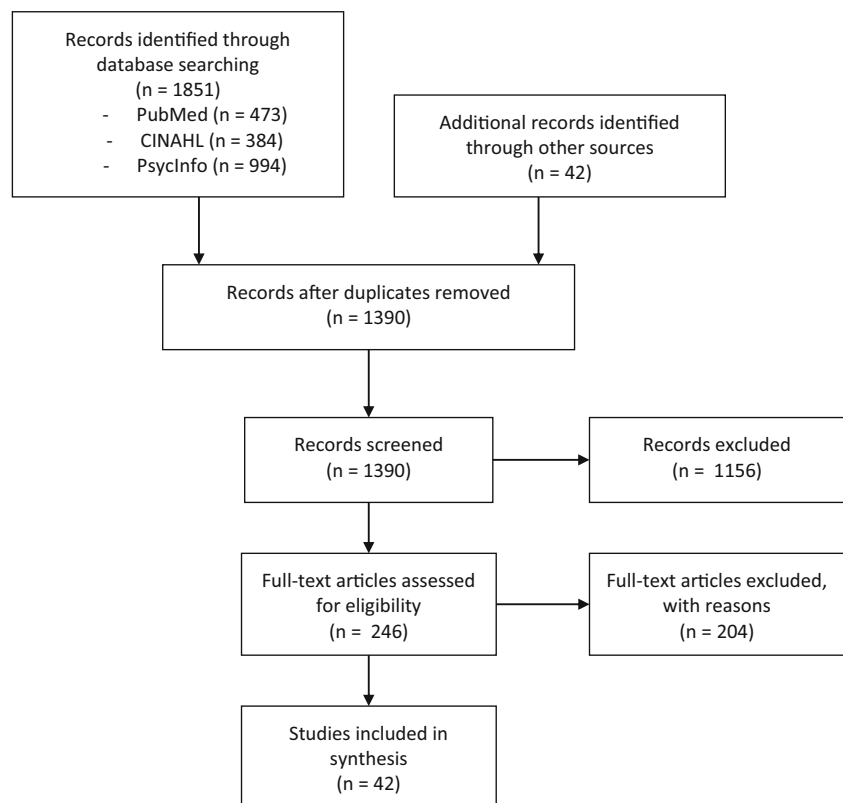 Records identified through
database searching
(n = 1851)
- PubMed (n = 473)
- CINAHL (n = 384)
- PsycInfo (n = 994)
Additional records identified
through other sources
(n = 42)
Records after duplicates removed
(n = 1390)
Records screened
(n = 1390)
Records excluded
(n = 1156)
Full-text articles assessed
for eligibility
(n = 246)
Full-text articles excluded,
with reasons
(n = 204)
Studies included in
synthesis
(n = 42)